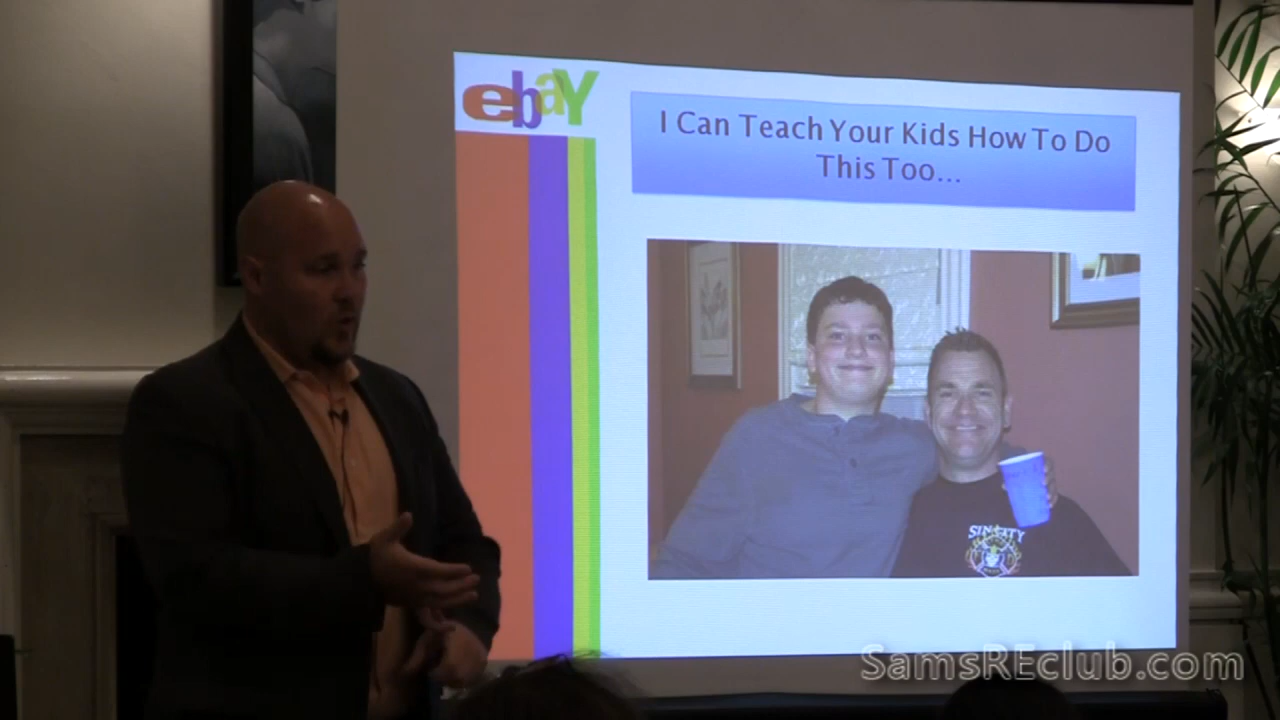 ebaY
I Can Teach Your Kids How To Do
This Too...
SIN CITY
SamsREclub.com